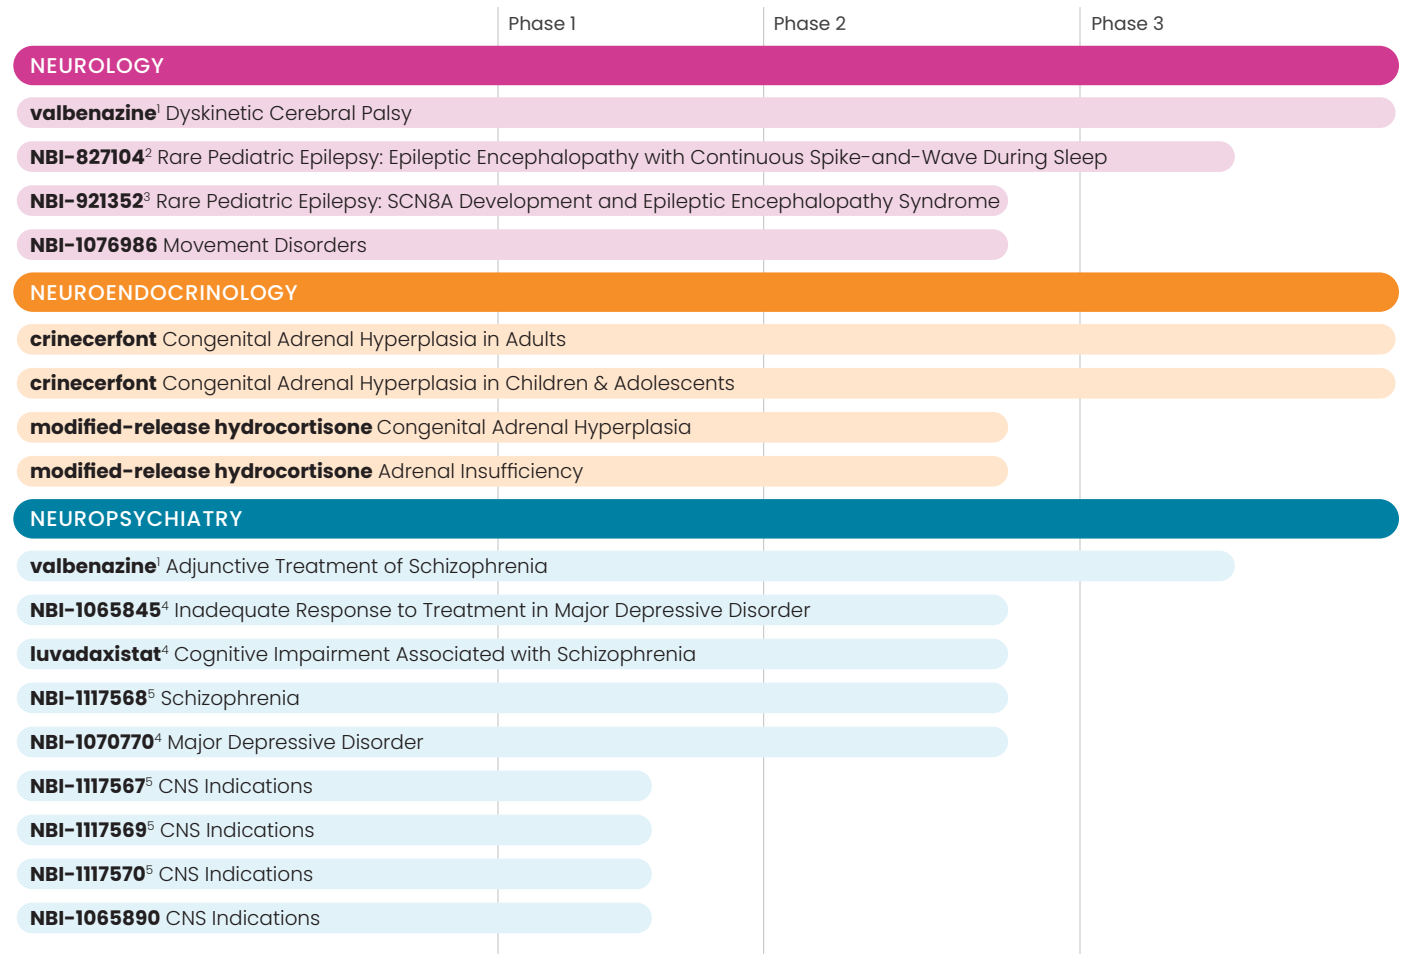 Phase 1 Phase 2 Phase 3
NEUROLOGY
valbenazine¹ Dyskinetic Cerebral Palsy
NBI-827104² Rare Pediatric Epilepsy: Epileptic Encephalopathy with Continuous Spike-and-Wave During Sleep
NBI-921352³ Rare Pediatric Epilepsy: SCN8A Development and Epileptic Encephalopathy Syndrome
NBI-1076986 Movement Disorders
NEUROENDOCRINOLOGY
crinecerfont Congenital Adrenal Hyperplasia in Adults
crinecerfont Congenital Adrenal Hyperplasia in Children & Adolescents
modified-release hydrocortisone Congenital Adrenal Hyperplasia
modified-release hydrocortisone Adrenal Insufficiency
NEUROPSYCHIATRY
valbenazine¹ Adjunctive Treatment of Schizophrenia
NBI-1065845⁴ Inadequate Response to Treatment in Major Depressive Disorder
luvadaxistat⁴ Cognitive Impairment Associated with Schizophrenia
NBI-1117568⁵ Schizophrenia
NBI-1070770⁴ Major Depressive Disorder
NBI-1117567⁵ CNS Indications
NBI-1117569⁵ CNS Indications
NBI-1117570⁵ CNS Indications
NBI-1065890 CNS Indications